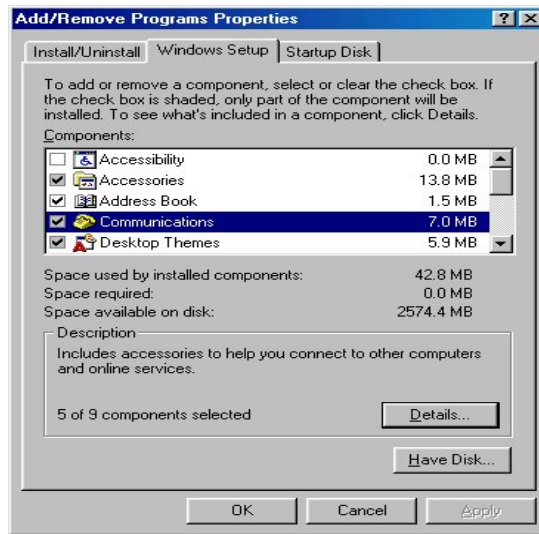 Add/Remove Programs Properties
Install/Uninstall Windows Setup Startup Disk
To add or remove a component, select or clear the check box. If
the check box is shaded, only part of the component will be
installed. To see what's included in a component, click Details.
Components:
Accessibility 0.0 MB
Accessories 13.8 MB
Address Book 1.5 MB
Communications 7.0 MB
Desktop Themes 5.9 MB
Space used by installed components: 42.8 MB
Space required: 0.0 MB
Space available on disk: 2574.4 MB
Description
Includes accessories to help you connect to other computers
and online services.
5 of 9 components selected Details...
Have Disk...
OK Cancel Apply